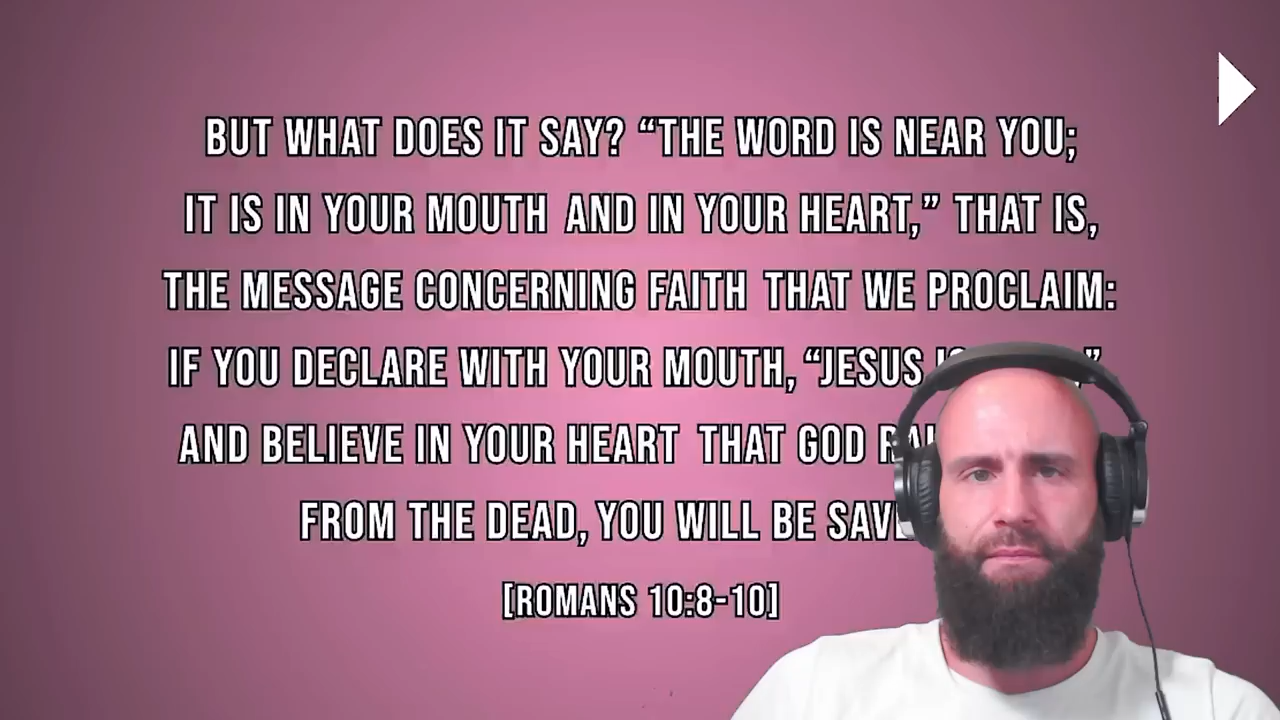 BUT WHAT DOES IT SAY? “THE WORD IS NEAR YOU;
IT IS IN YOUR MOUTH AND IN YOUR HEART,” THAT IS,
THE MESSAGE CONCERNING FAITH THAT WE PROCLAIM:
IF YOU DECLARE WITH YOUR MOUTH, “JESUS
AND BELIEVE IN YOUR HEART THAT GOD
FROM THE DEAD, YOU WILL BE
[ROMANS 10:8-10]